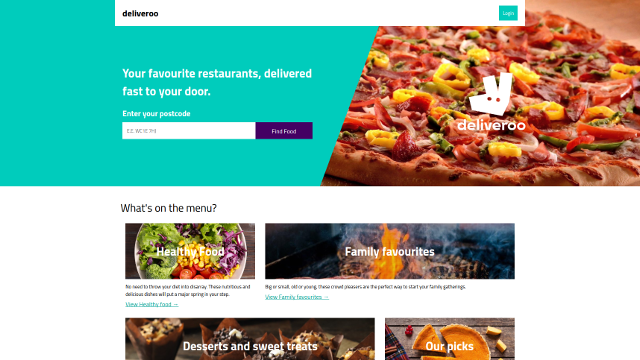 deliveroo
Login
Your favourite restaurants, delivered
fast to your door.
Enter your postcode
Find Food
deliveroo
What's on the menu?
Healthy Food
Family favourites
No need to throw your diet into disarray. These nutritious and
delicious dishes will put a major spring in your step.
View Healthy food →
Big or small, old or young, these crowd pleasers are the perfect way to start your family gatherings.
View Family favourites →
Desserts and sweet treats
Our picks